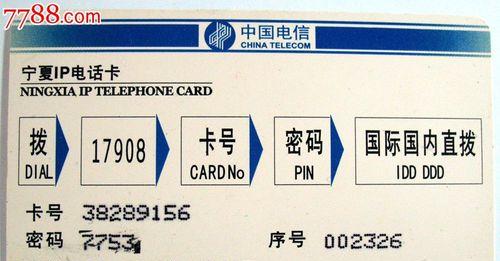 7788.com
中国电信
CHINA TELECOM
宁夏IP电话卡
NINGXIA IP TELEPHONE CARD
拨 17908 卡号 密码 国际国内直拨
DIAL CARD No PIN IDD DDD
卡号 38289156
密码 7753 序号 002326